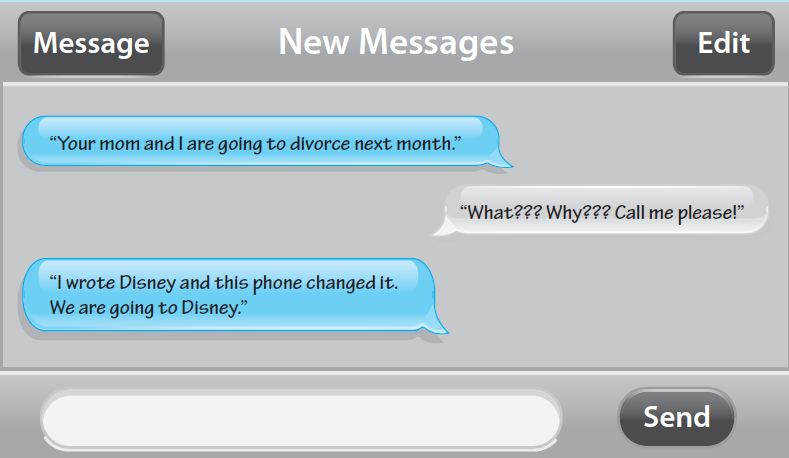 Message New Messages Edit
“Your mom and I are going to divorce next month.”
“What??? Why??? Call me please!”
“I wrote Disney and this phone changed it.
We are going to Disney.”
Send